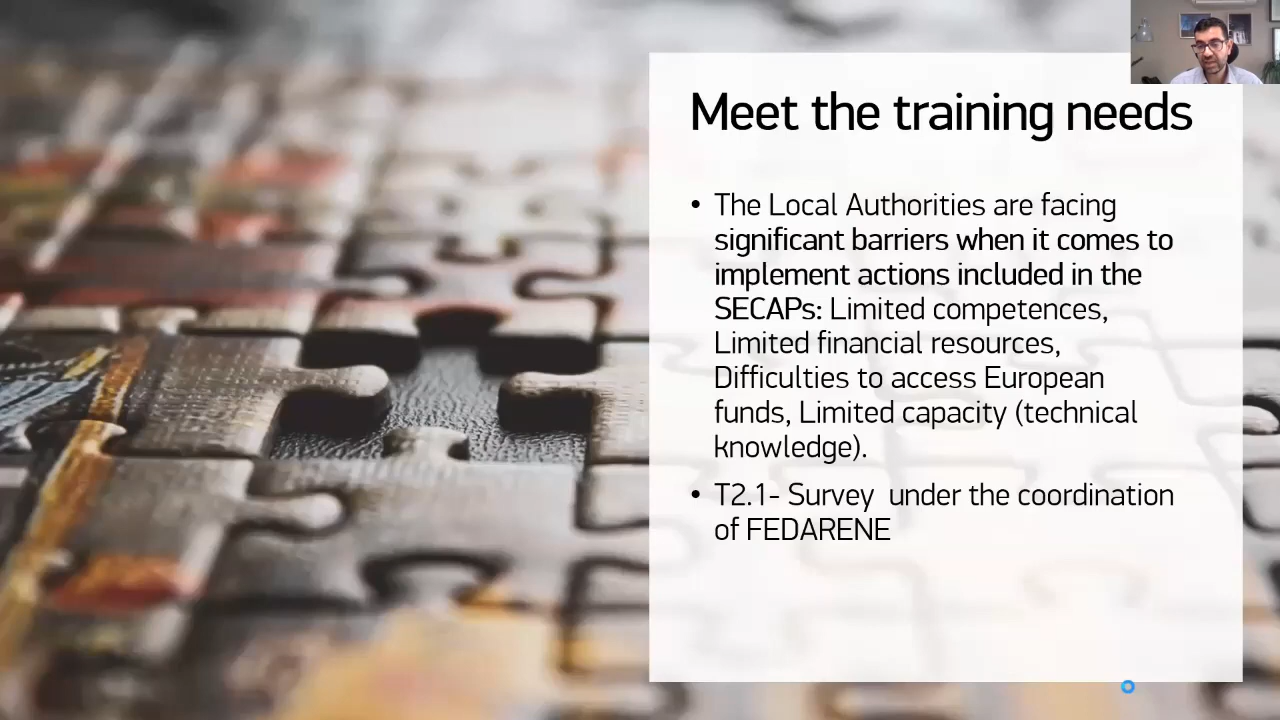 Meet the training needs
• The Local Authorities are facing
significant barriers when it comes to
implement actions included in the
SECAPs: Limited competences,
Limited financial resources,
Difficulties to access European
funds, Limited capacity (technical
knowledge).
• T2.1- Survey  under the coordination
of FEDARENE